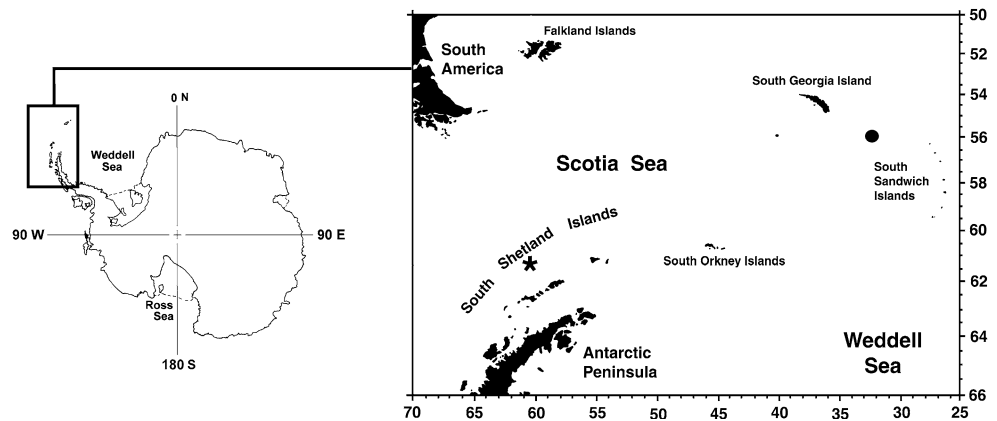 0 N
Weddell
Sea
90 W
90 E
Ross
Sea
180 S
South
America
Falkland Islands
South Georgia Island
Scotia Sea
South
Sandwich
Islands
South Shetland Islands
*
South Orkney Islands
Antarctic
Peninsula
Weddell
Sea
50
52
54
56
58
60
62
64
66
70 65 60 55 50 45 40 35 30 25